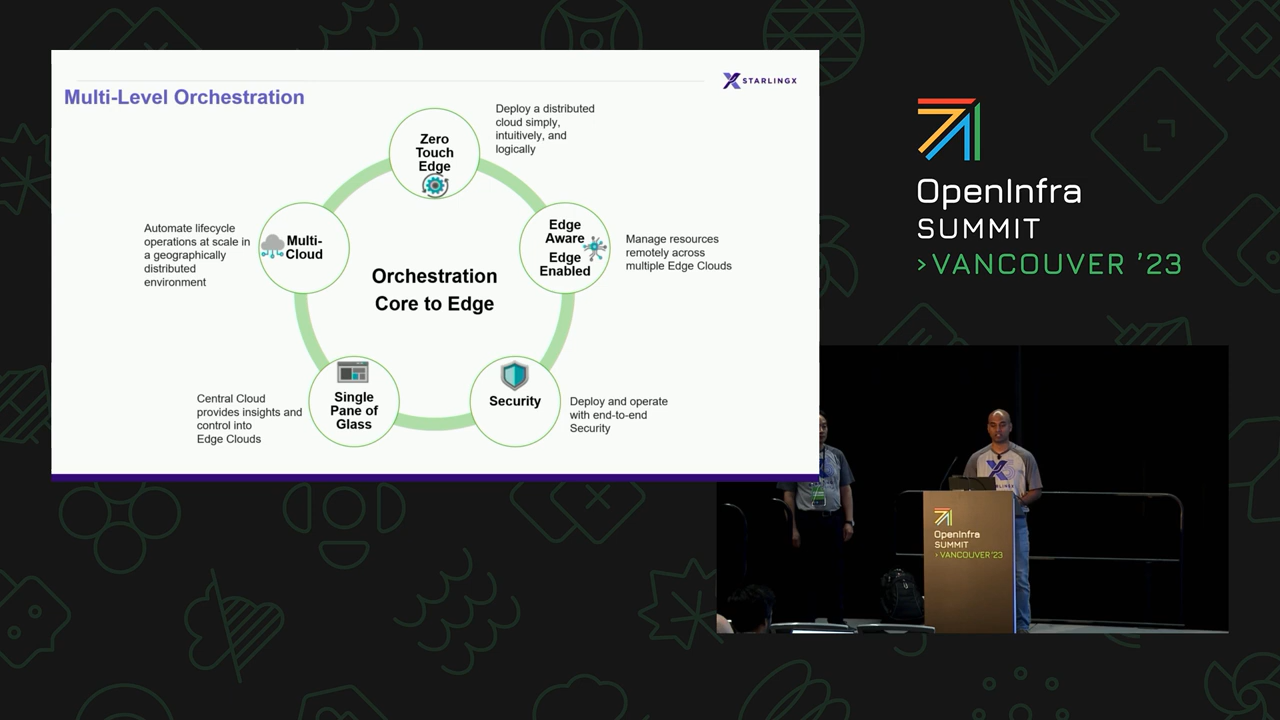 Multi-Level Orchestration
STARLINGX
Zero
Touch
Edge
Deploy a distributed
cloud simply,
intuitively, and
logically
Edge
Aware
Edge
Enabled
Manage resources
remotely across
multiple Edge Clouds
Security
Deploy and operate
with end-to-end
Security
Single
Pane of
Glass
Central Cloud
provides insights and
control into
Edge Clouds
Multi-
Cloud
Automate lifecycle
operations at scale in
a geographically
distributed
environment
Orchestration
Core to Edge
OpenInfra
SUMMIT
>VANCOUVER '23
OpenInfra
SUMMIT
>VANCOUVER '23